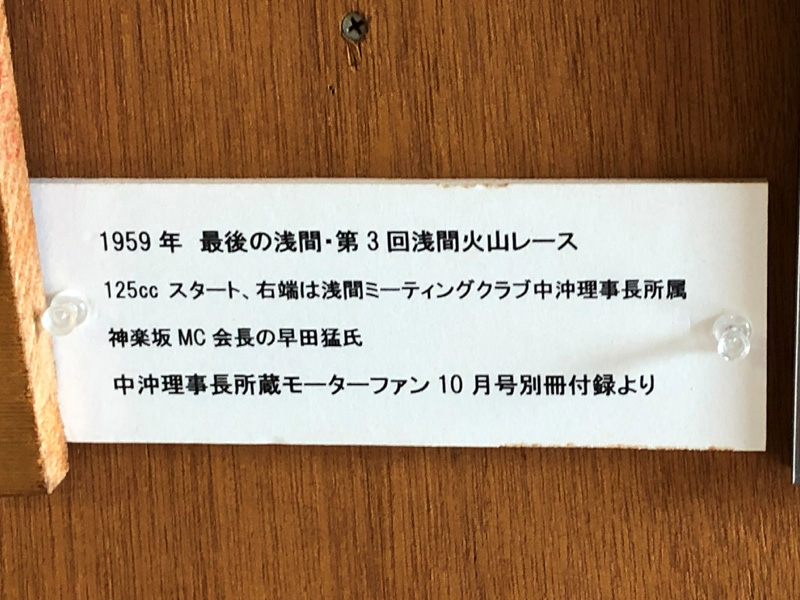 1959 年　最後の浅間・第 3 回浅間火山レース
125cc スタート、右端は浅間ミーティングクラブ中沖理事長所属
神楽坂 MC 会長の早田猛氏
中沖理事長所蔵モーターファン 10 月号別冊付録より